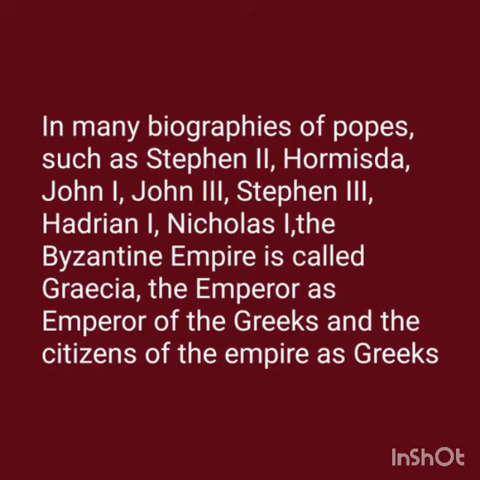 In many biographies of popes,
such as Stephen II, Hormisda,
John I, John III, Stephen III,
Hadrian I, Nicholas I,the
Byzantine Empire is called
Graecia, the Emperor as
Emperor of the Greeks and the
citizens of the empire as Greeks
InShOt